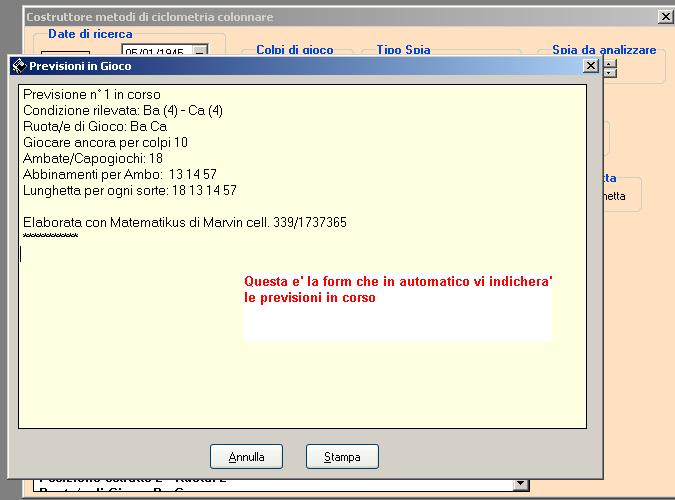 Costruttore metodi di ciclometria colonnare
Date di ricerca
05/01/1945
Colpi di gioco
Tipo Spia
Spia da analizzare
Previsioni in Gioco
Previsione n° 1 in corso
Condizione rilevata: Ba (4) - Ca (4)
Ruota/e di Gioco: Ba Ca
Giocare ancora per colpi 10
Ambate/Capogiochi: 18
Abbinamenti per Ambo:  13 14 57
Lunghetta per ogni sorte: 18 13 14 57
Elaborata con Matematikus di Marvin cell. 339/1737365
************
Questa e' la form che in automatico vi indichera'
le previsioni in corso
Annulla
Stampa